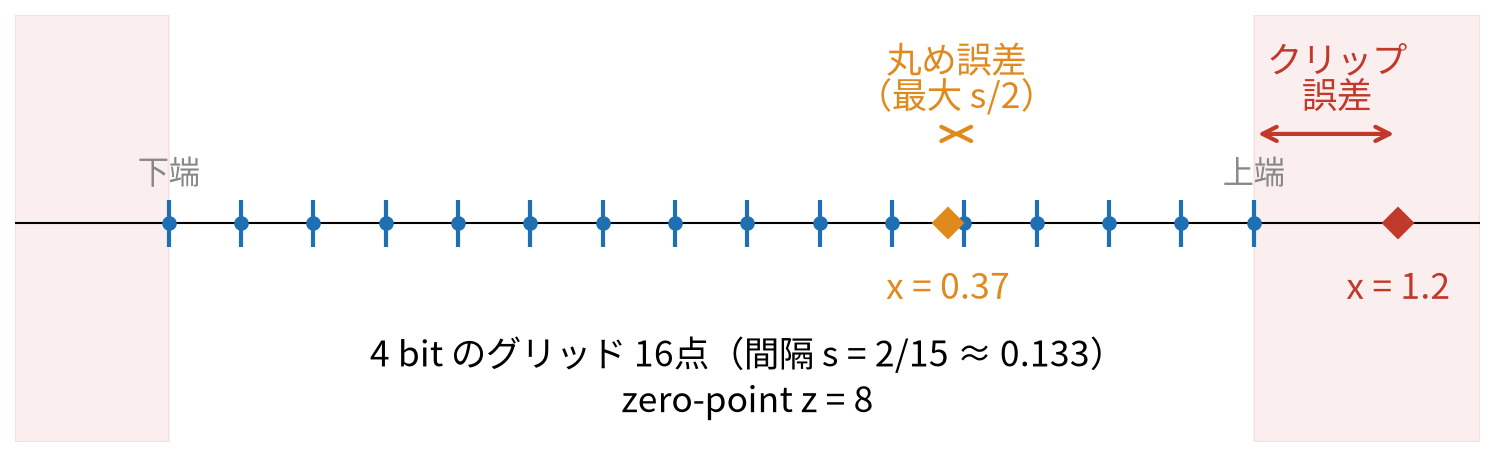 丸め誤差
（最大 s/2）
クリップ
誤差
下端
上端
x = 0.37
x = 1.2
4 bit のグリッド 16点（間隔 s = 2/15 ≈ 0.133）
zero-point z = 8